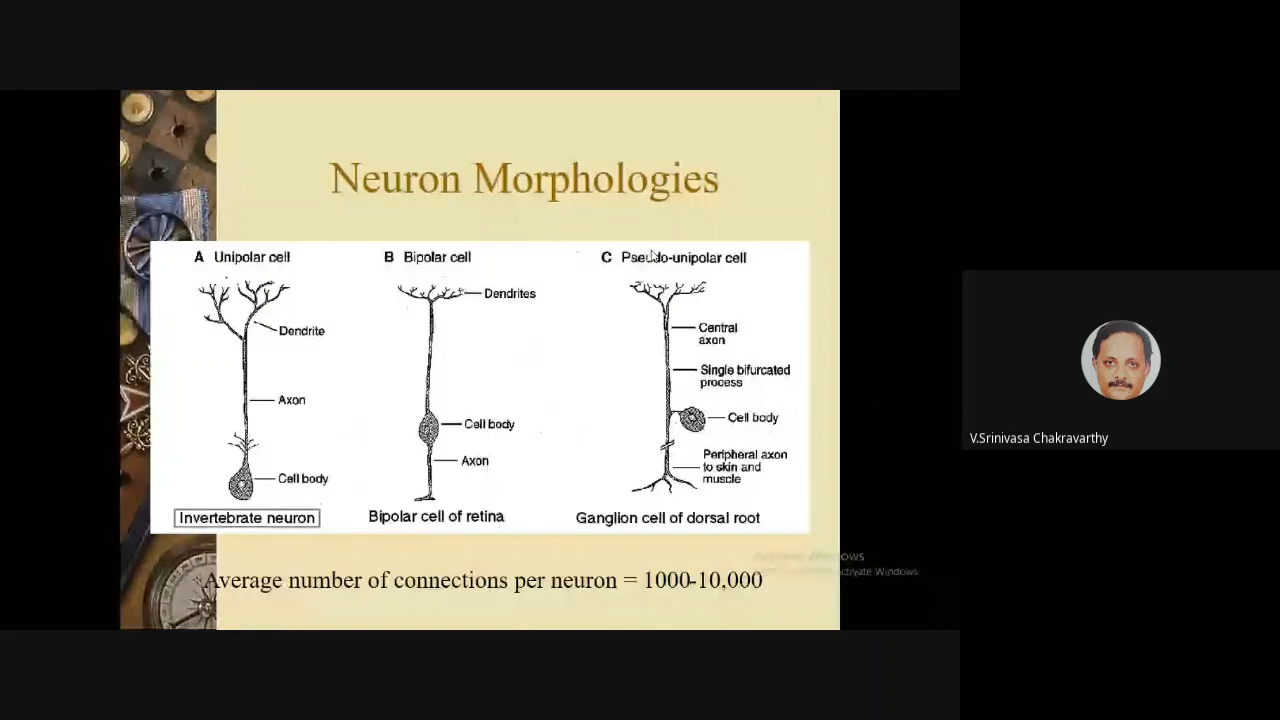 Neuron Morphologies
A Unipolar cell
Dendrite
Axon
Cell body
Invertebrate neuron
B Bipolar cell
Dendrites
Cell body
Axon
Bipolar cell of retina
C Pseudo-unipolar cell
Central
axon
Single bifurcated
process
Cell body
Peripheral axon
to skin and
muscle
Ganglion cell of dorsal root
Average number of connections per neuron = 1000-10,000
Windows.
V.Srinivasa Chakravarthy